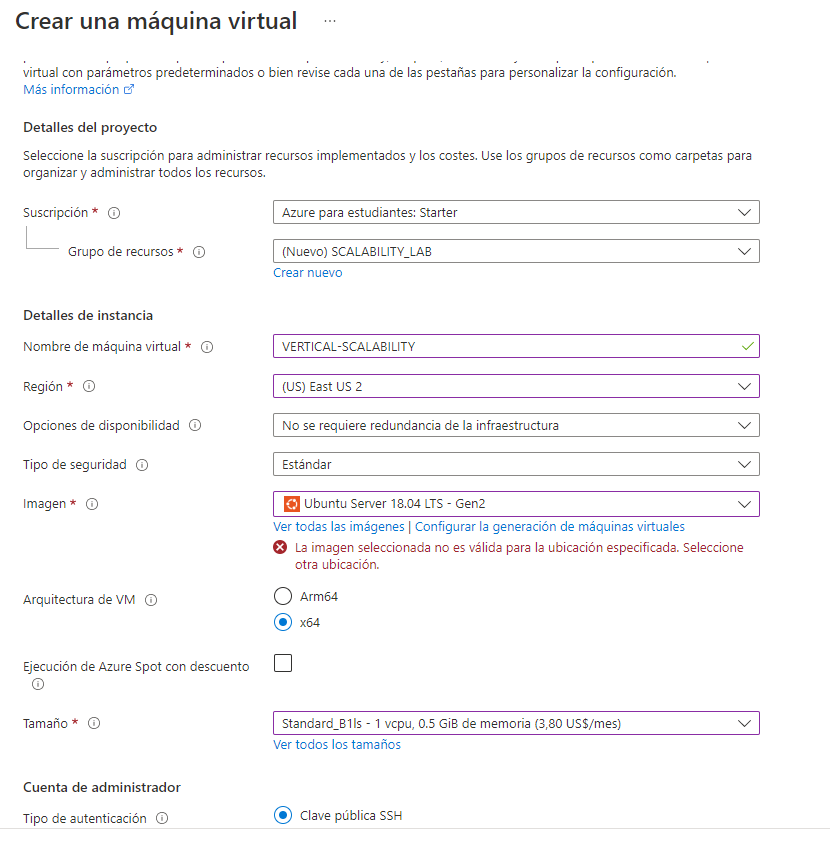 Crear una máquina virtual ...
virtual con parámetros predeterminados o bien revise cada una de las pestañas para personalizar la configuración.
Más información
Detalles del proyecto
Seleccione la suscripción para administrar recursos implementados y los costes. Use los grupos de recursos como carpetas para
organizar y administrar todos los recursos.
Suscripción *
Azure para estudiantes: Starter
Grupo de recursos *
(Nuevo) SCALABILITY_LAB
Crear nuevo
Detalles de instancia
Nombre de máquina virtual *
VERTICAL-SCALABILITY
Región *
(US) East US 2
Opciones de disponibilidad
No se requiere redundancia de la infraestructura
Tipo de seguridad
Estándar
Imagen *
Ubuntu Server 18.04 LTS - Gen2
Ver todas las imágenes | Configurar la generación de máquinas virtuales
La imagen seleccionada no es válida para la ubicación especificada. Seleccione
otra ubicación.
Arquitectura de VM
Arm64
x64
Ejecución de Azure Spot con descuento
Tamaño *
Standard_B1ls - 1 vcpu, 0.5 GiB de memoria (3,80 US$/mes)
Ver todos los tamaños
Cuenta de administrador
Tipo de autenticación
Clave pública SSH